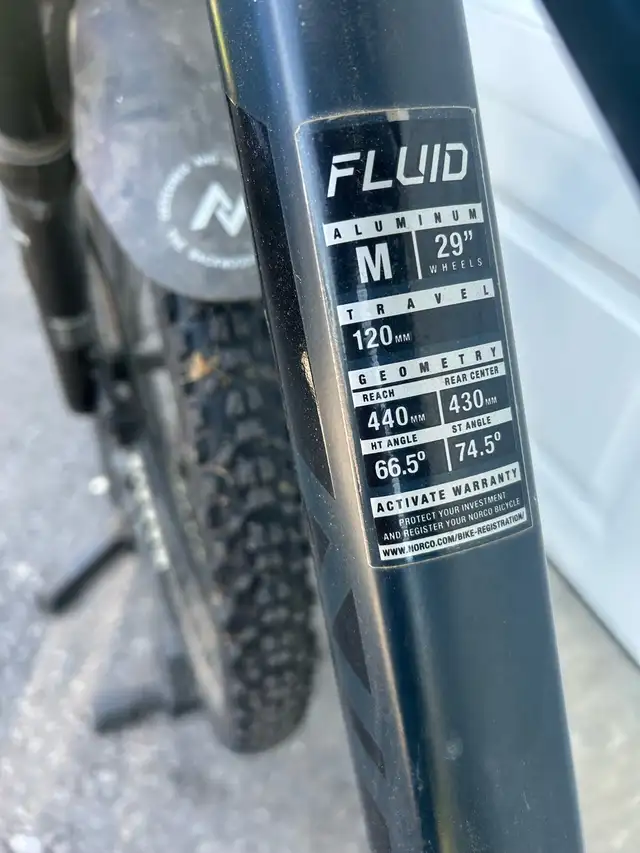 FLUID
ALUMINUM
M 29" WHEELS
TRAVEL
120MM
GEOMETRY
REACH REAR CENTER
440MM 430MM
HT ANGLE ST ANGLE
66.5° 74.5°
ACTIVATE WARRANTY
PROTECT YOUR INVESTMENT
AND REGISTER YOUR NORCO BICYCLE
WWW.NORCO.COM/BIKE-REGISTRATION/